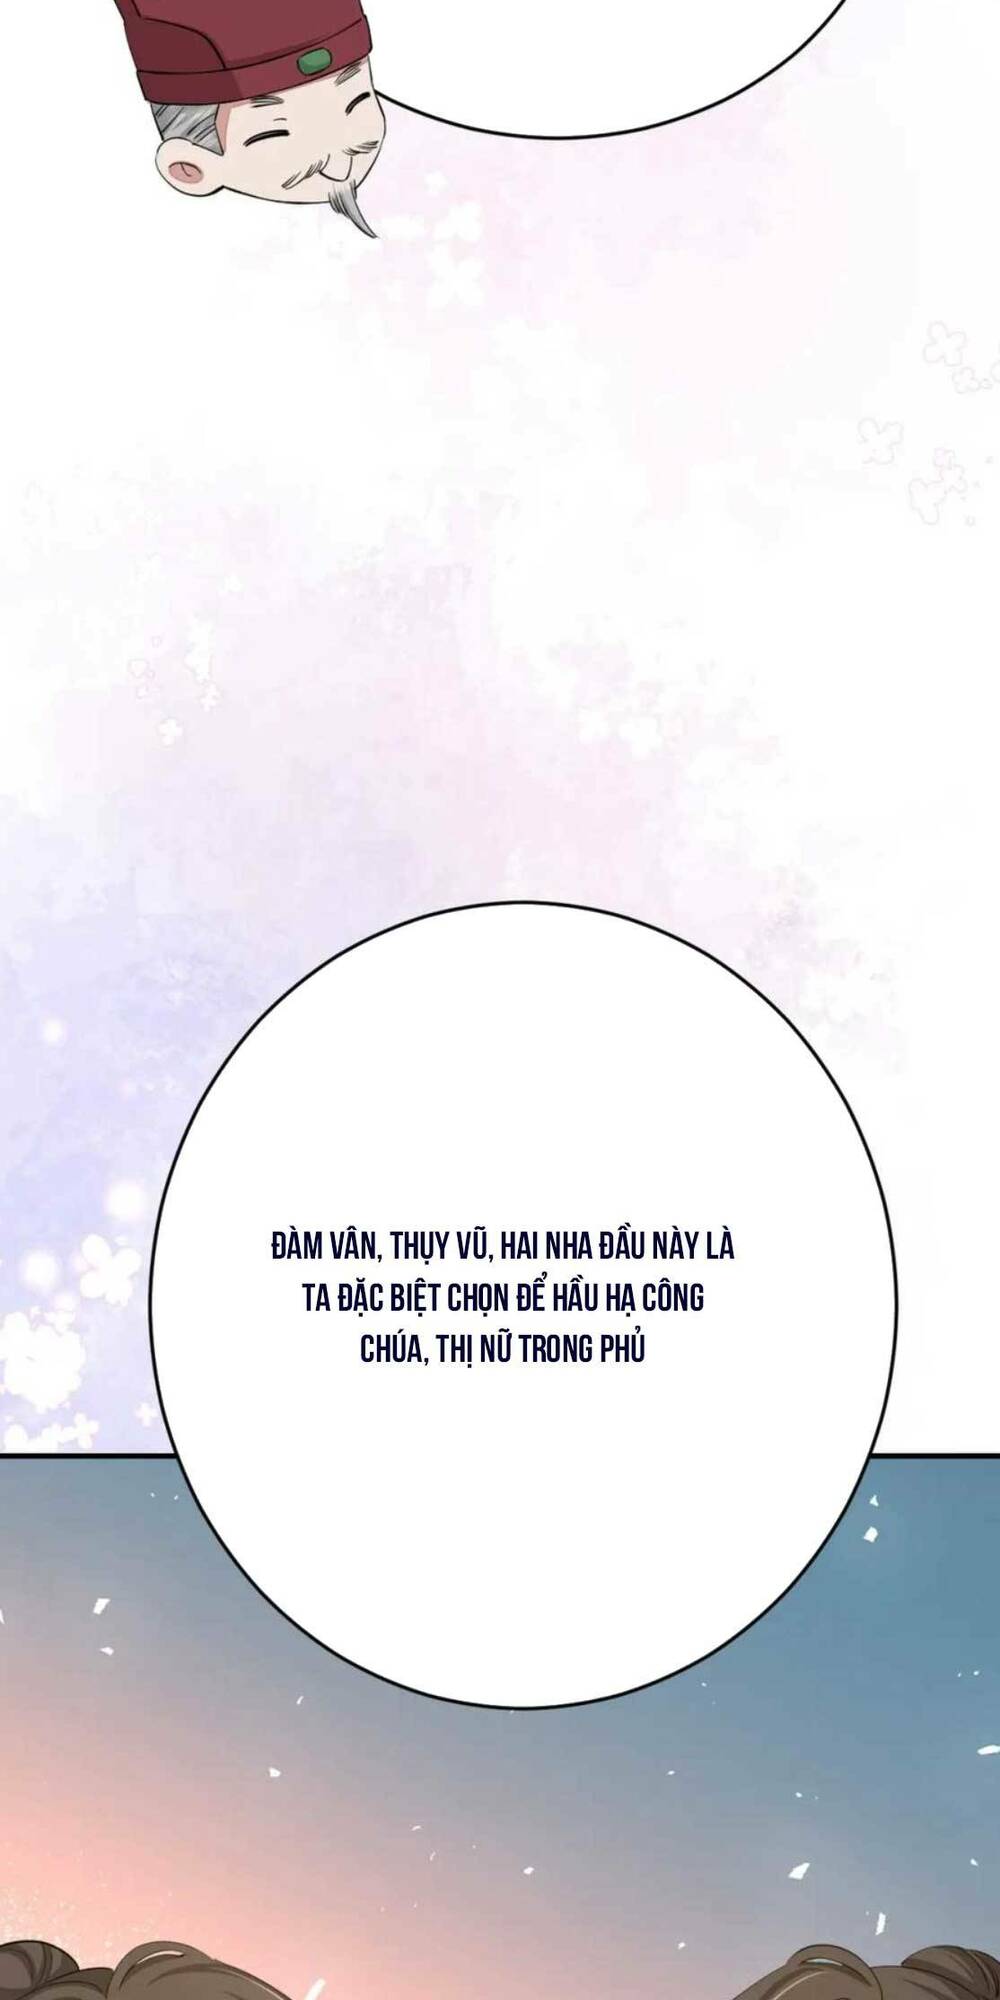 ĐÀM VÂN, THỤY VŨ, HAI NHA ĐẦU NÀY LÀ
TA ĐẶC BIỆT CHỌN ĐỂ HẦU HẠ CÔNG
CHÚA, THỊ NỮ TRONG PHỦ